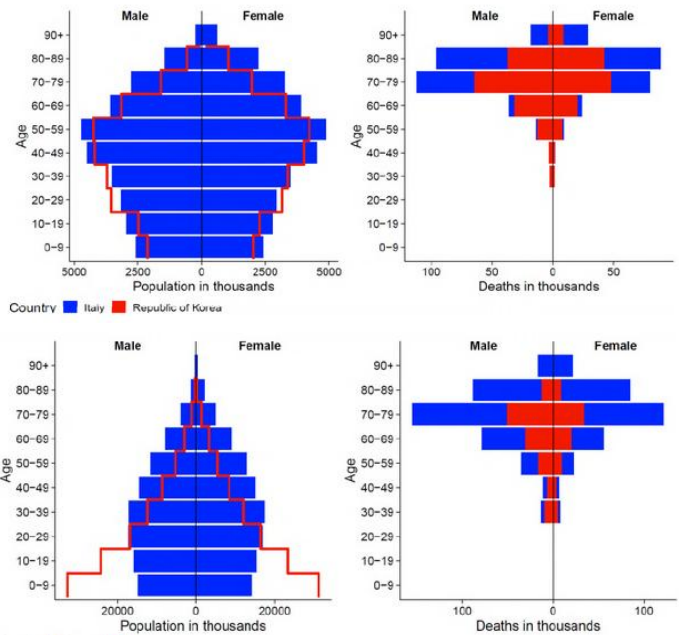 Male Female
90+
80−89
70−79
60−69
50−59
40−49
30−39
20−29
10−19
0−9
Age
5000 2500 0 2500 5000
Population in thousands
Male Female
90+
80−89
70−79
60−69
50−59
40−49
30−39
20−29
10−19
0−9
Age
100 50 0 50
Deaths in thousands
Country Italy Republic of Korea
Male Female
90+
80−89
70−79
60−69
50−59
40−49
30−39
20−29
10−19
0−9
Age
20000 0 20000
Population in thousands
Male Female
90+
80−89
70−79
60−69
50−59
40−49
30−39
20−29
10−19
0−9
Age
100 0 100
Deaths in thousands